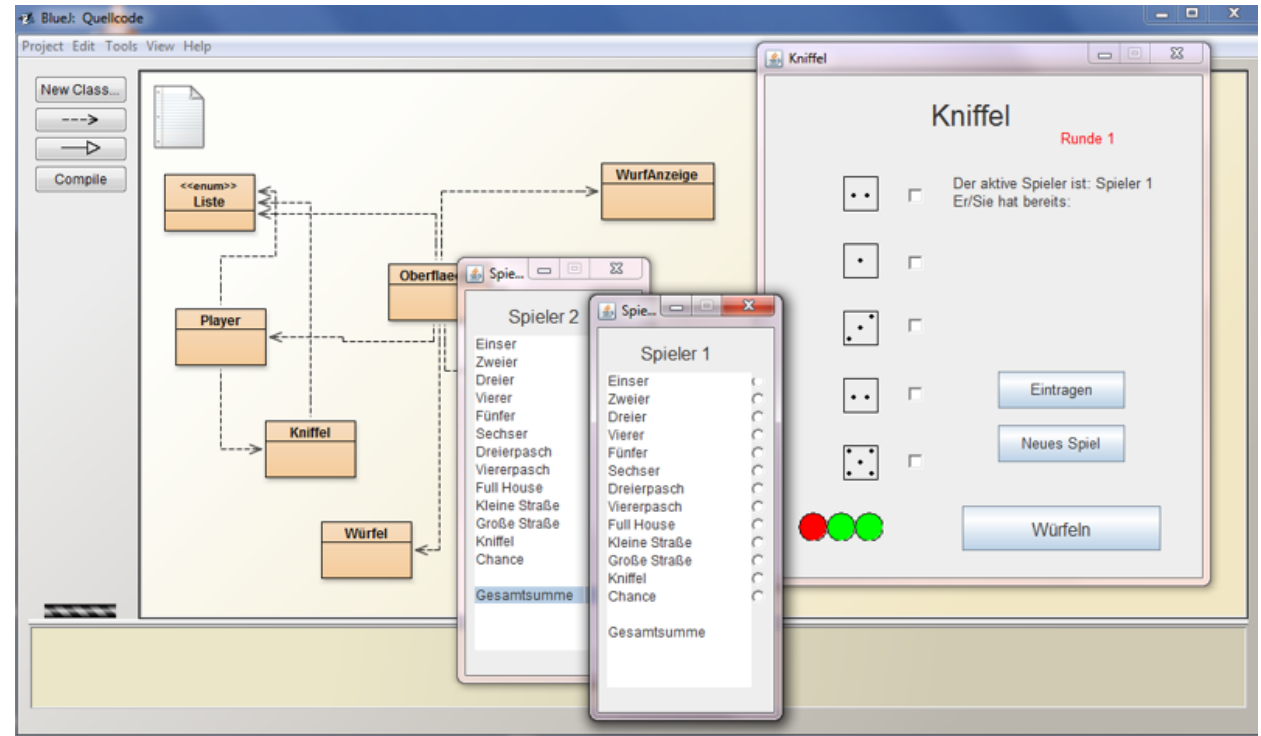 BlueJ: Quellcode
Project Edit Tools View Help
New Class...
Compile
<<enum>>
Liste
WurfAnzeige
Player
Kniffel
Würfel
Spie...
Spieler 2
Einser
Zweier
Dreier
Vierer
Fünfer
Sechser
Dreierpasch
Viererpasch
Full House
Kleine Straße
Große Straße
Kniffel
Chance
Gesamtsumme
Spie...
Spieler 1
Einser
Zweier
Dreier
Vierer
Fünfer
Sechser
Dreierpasch
Viererpasch
Full House
Kleine Straße
Große Straße
Kniffel
Chance
Gesamtsumme
Kniffel
Kniffel
Runde 1
Der aktive Spieler ist: Spieler 1
Er/Sie hat bereits:
Eintragen
Neues Spiel
Würfeln